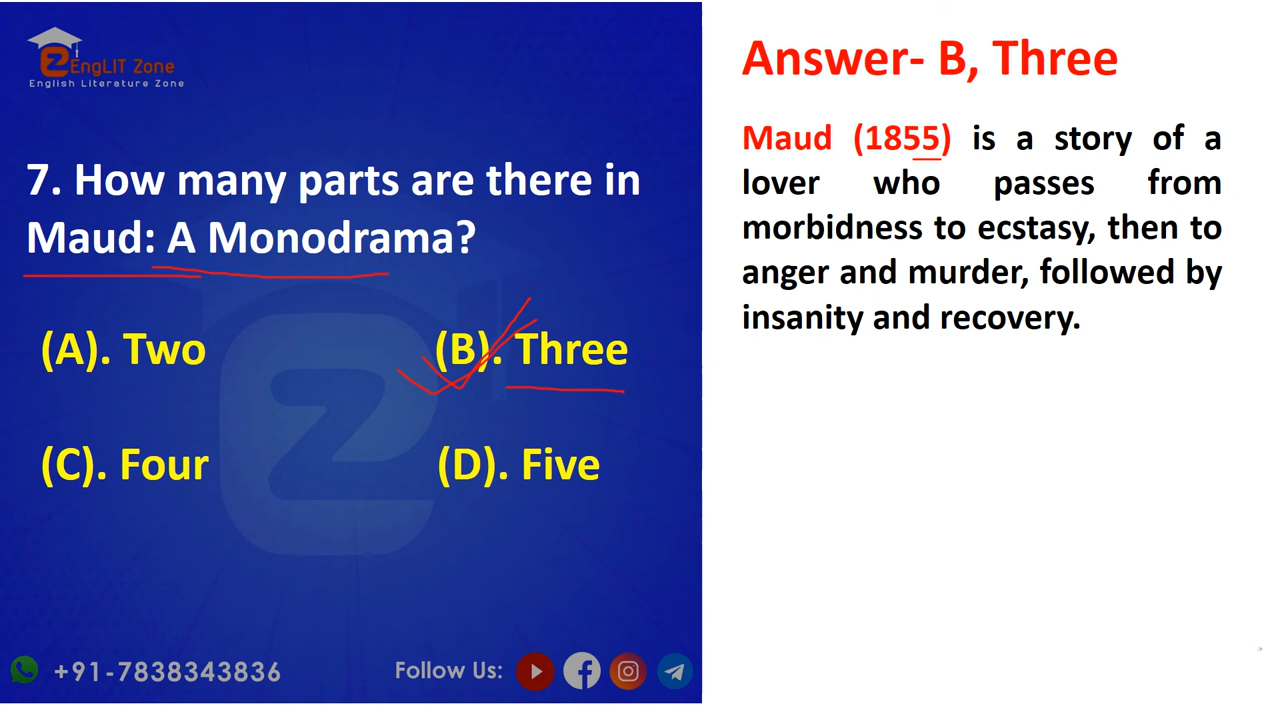 EngLIT Zone
English Literature Zone
7. How many parts are there in
Maud: A Monodrama?
(A). Two
(B). Three
(C). Four
(D). Five
+91-7838343836
Follow Us:
Answer- B, Three
Maud (1855) is a story of a
lover who passes from
morbidness to ecstasy, then to
anger and murder, followed by
insanity and recovery.